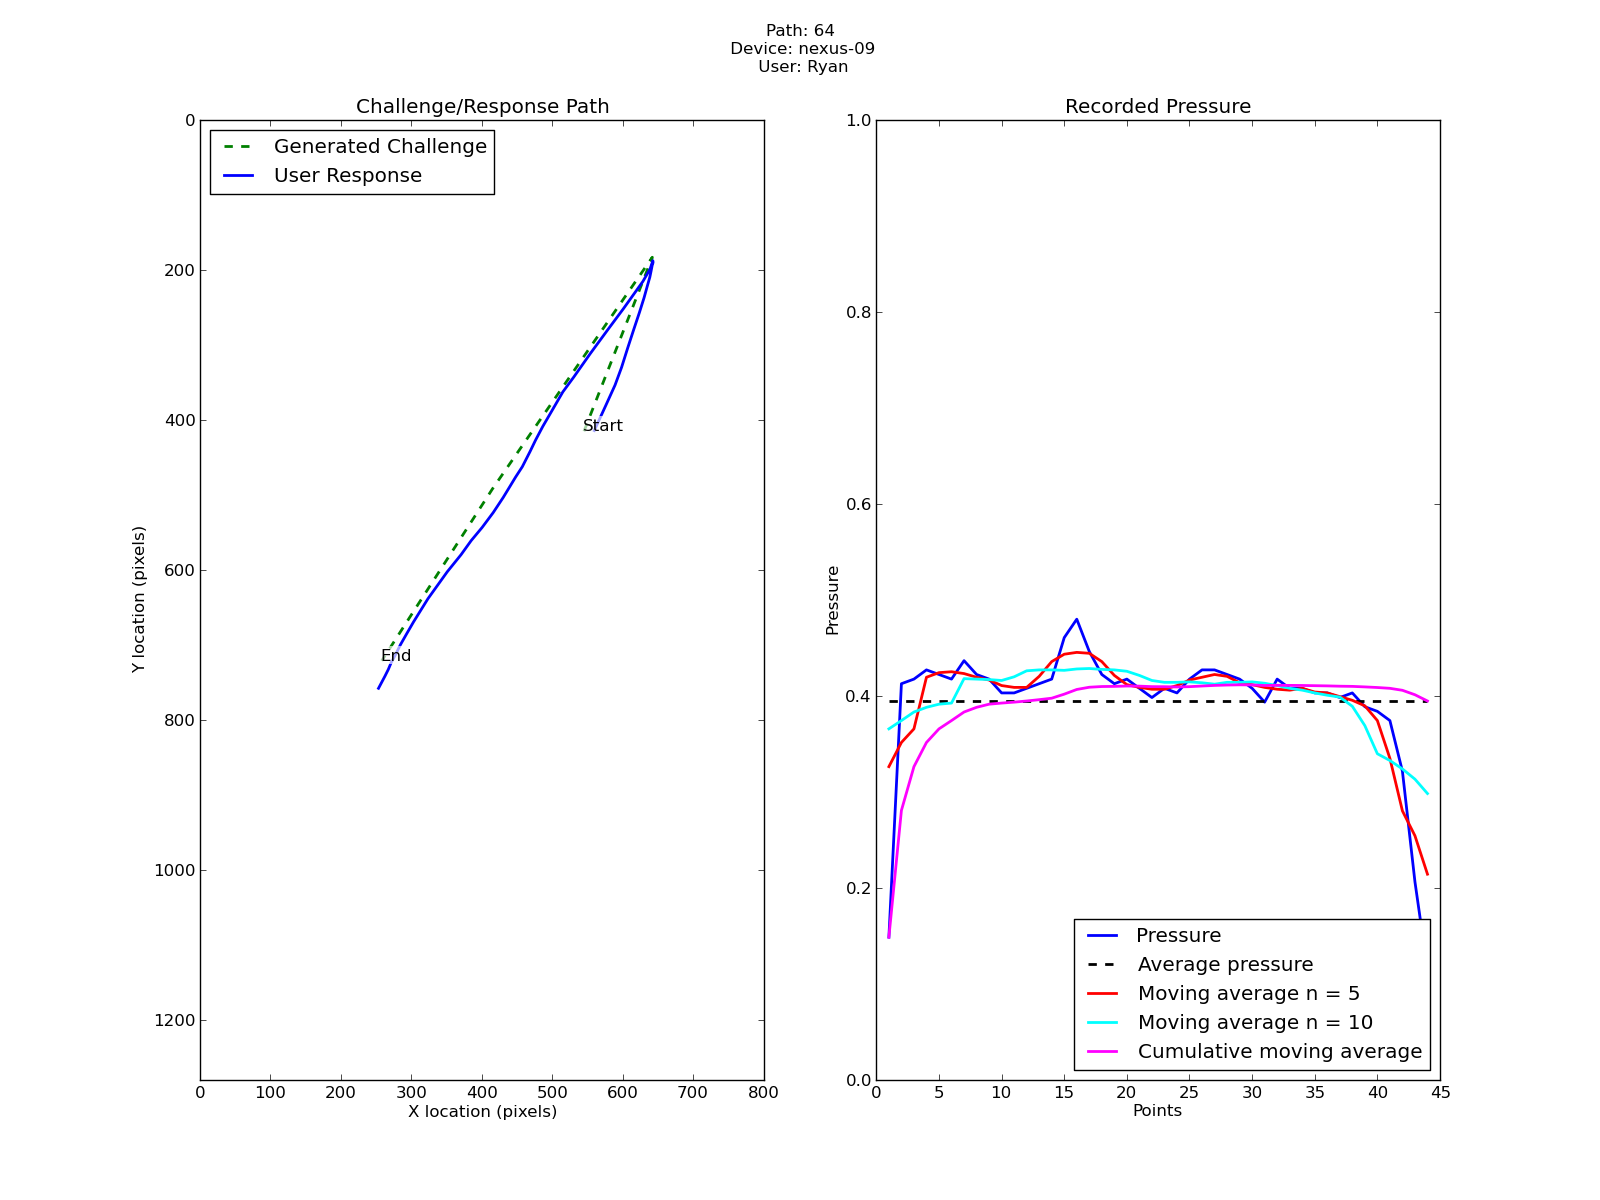 Path: 64
Device: nexus-09
User: Ryan
Challenge/Response Path
Generated Challenge
User Response
0
200
400
600
800
1000
1200
Y location (pixels)
Start
End
0 100 200 300 400 500 600 700 800
X location (pixels)
Recorded Pressure
1.0
0.8
0.6
0.4
0.2
0.0
Pressure
Pressure
Average pressure
Moving average n = 5
Moving average n = 10
Cumulative moving average
0 5 10 15 20 25 30 35 40 45
Points